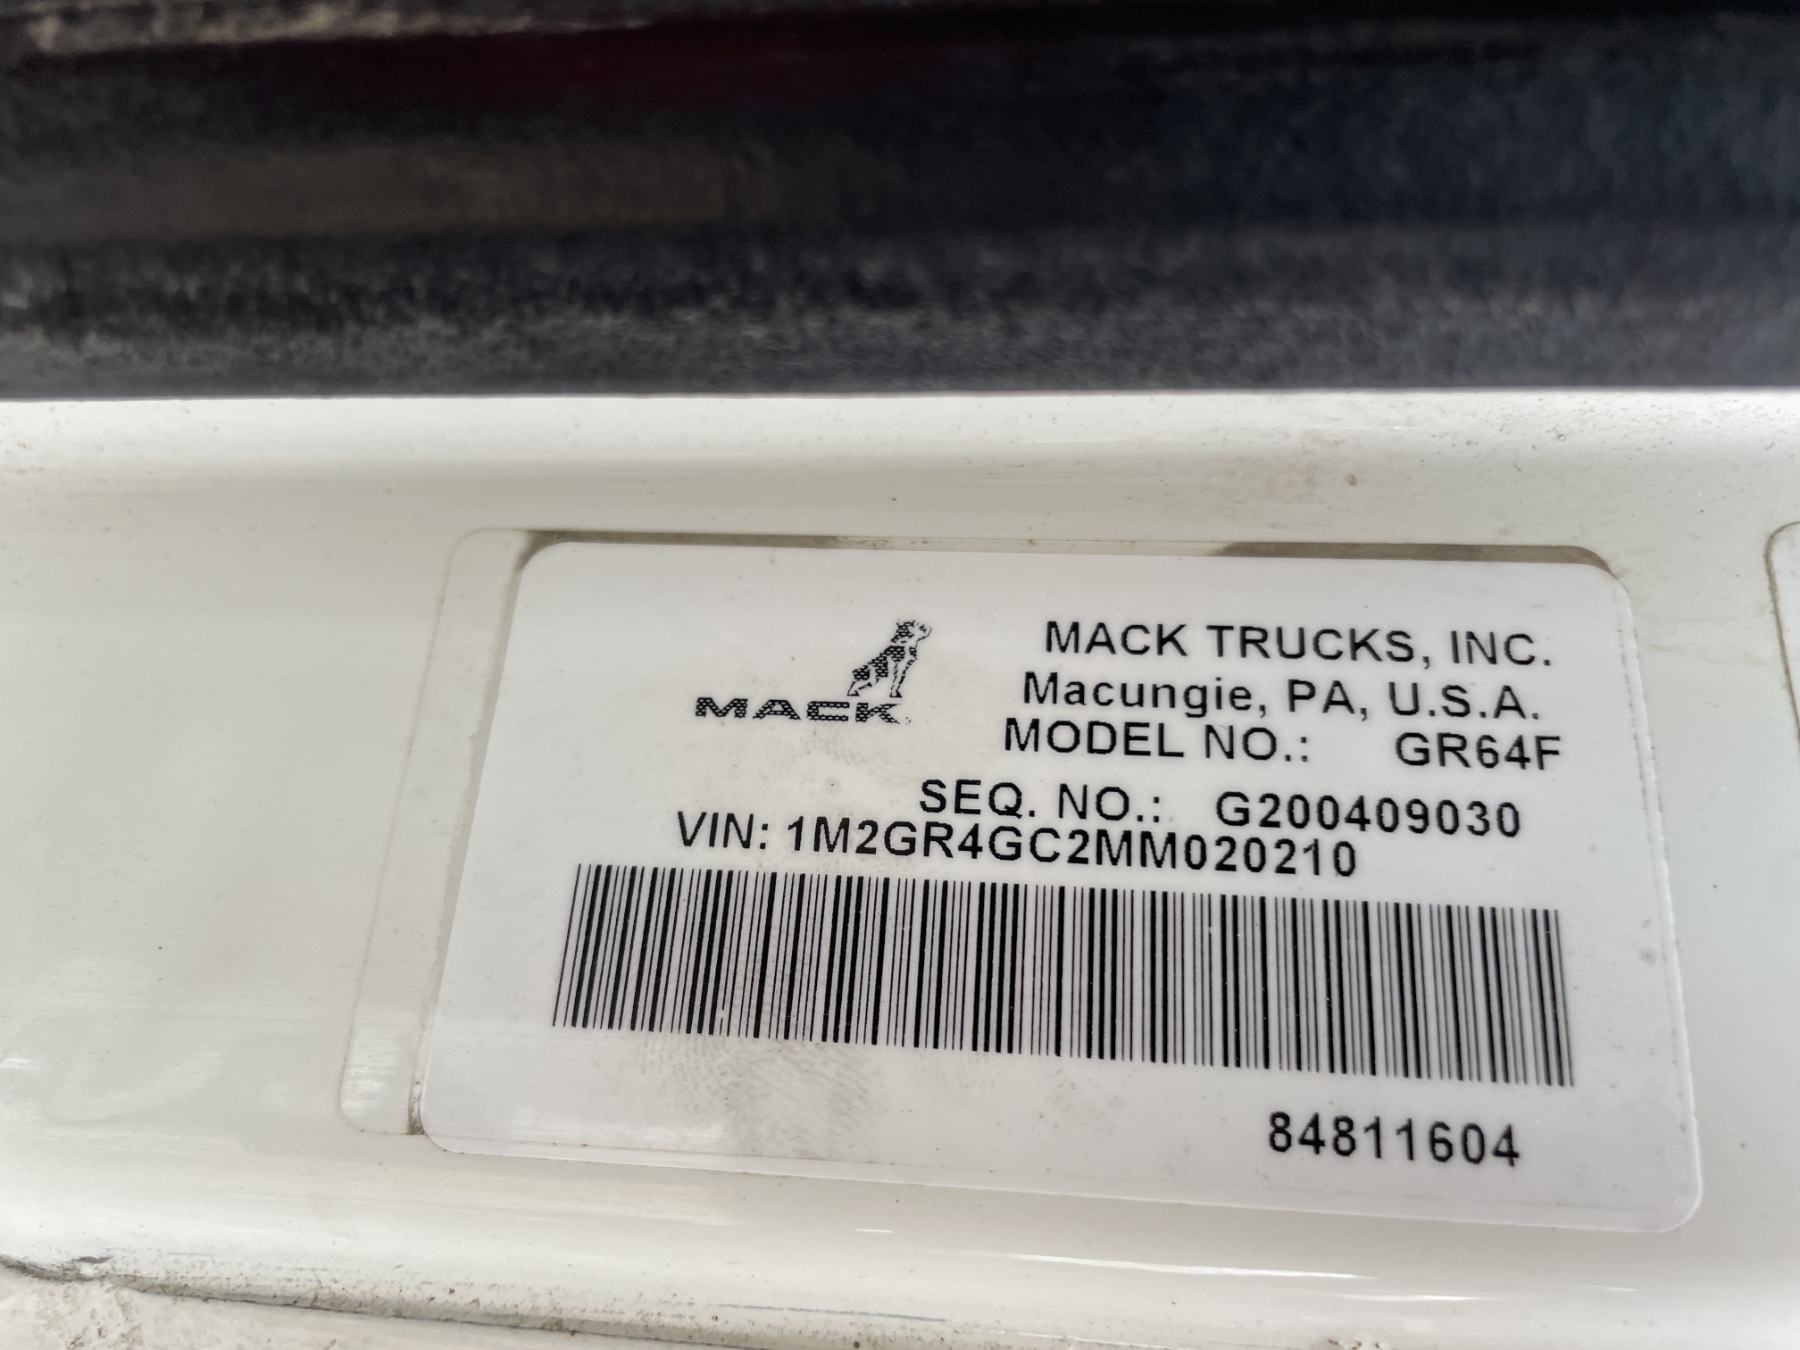 MACK
MACK TRUCKS, INC.
Macungie, PA, U.S.A.
MODEL NO.: GR64F
SEQ. NO.: G200409030
VIN: 1M2GR4GC2MM020210
84811604